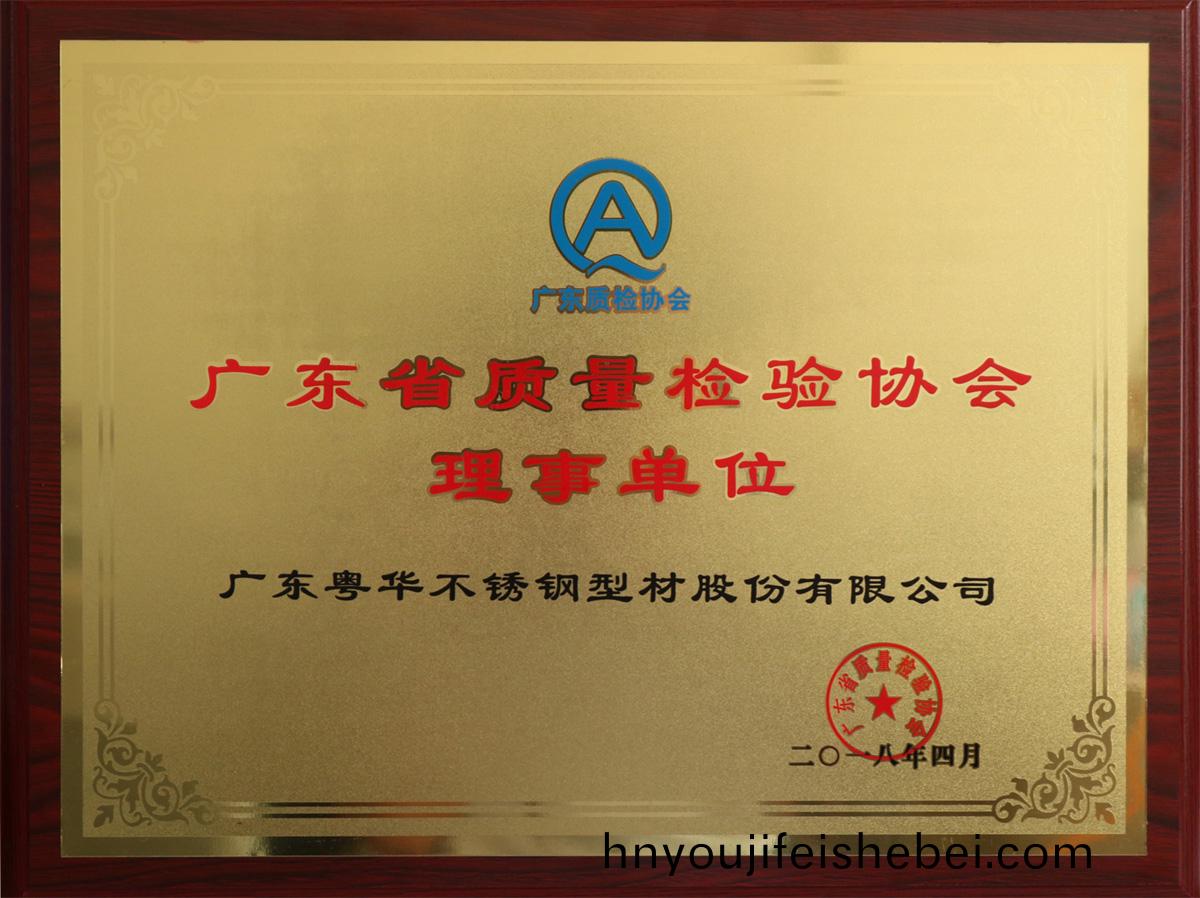 广东质检协会
广东省质量检验协会
理事单位
广东粤华不锈钢型材股份有限公司
广东省质量检验协会
二〇一八年四月
hnyoujifeishebei.com